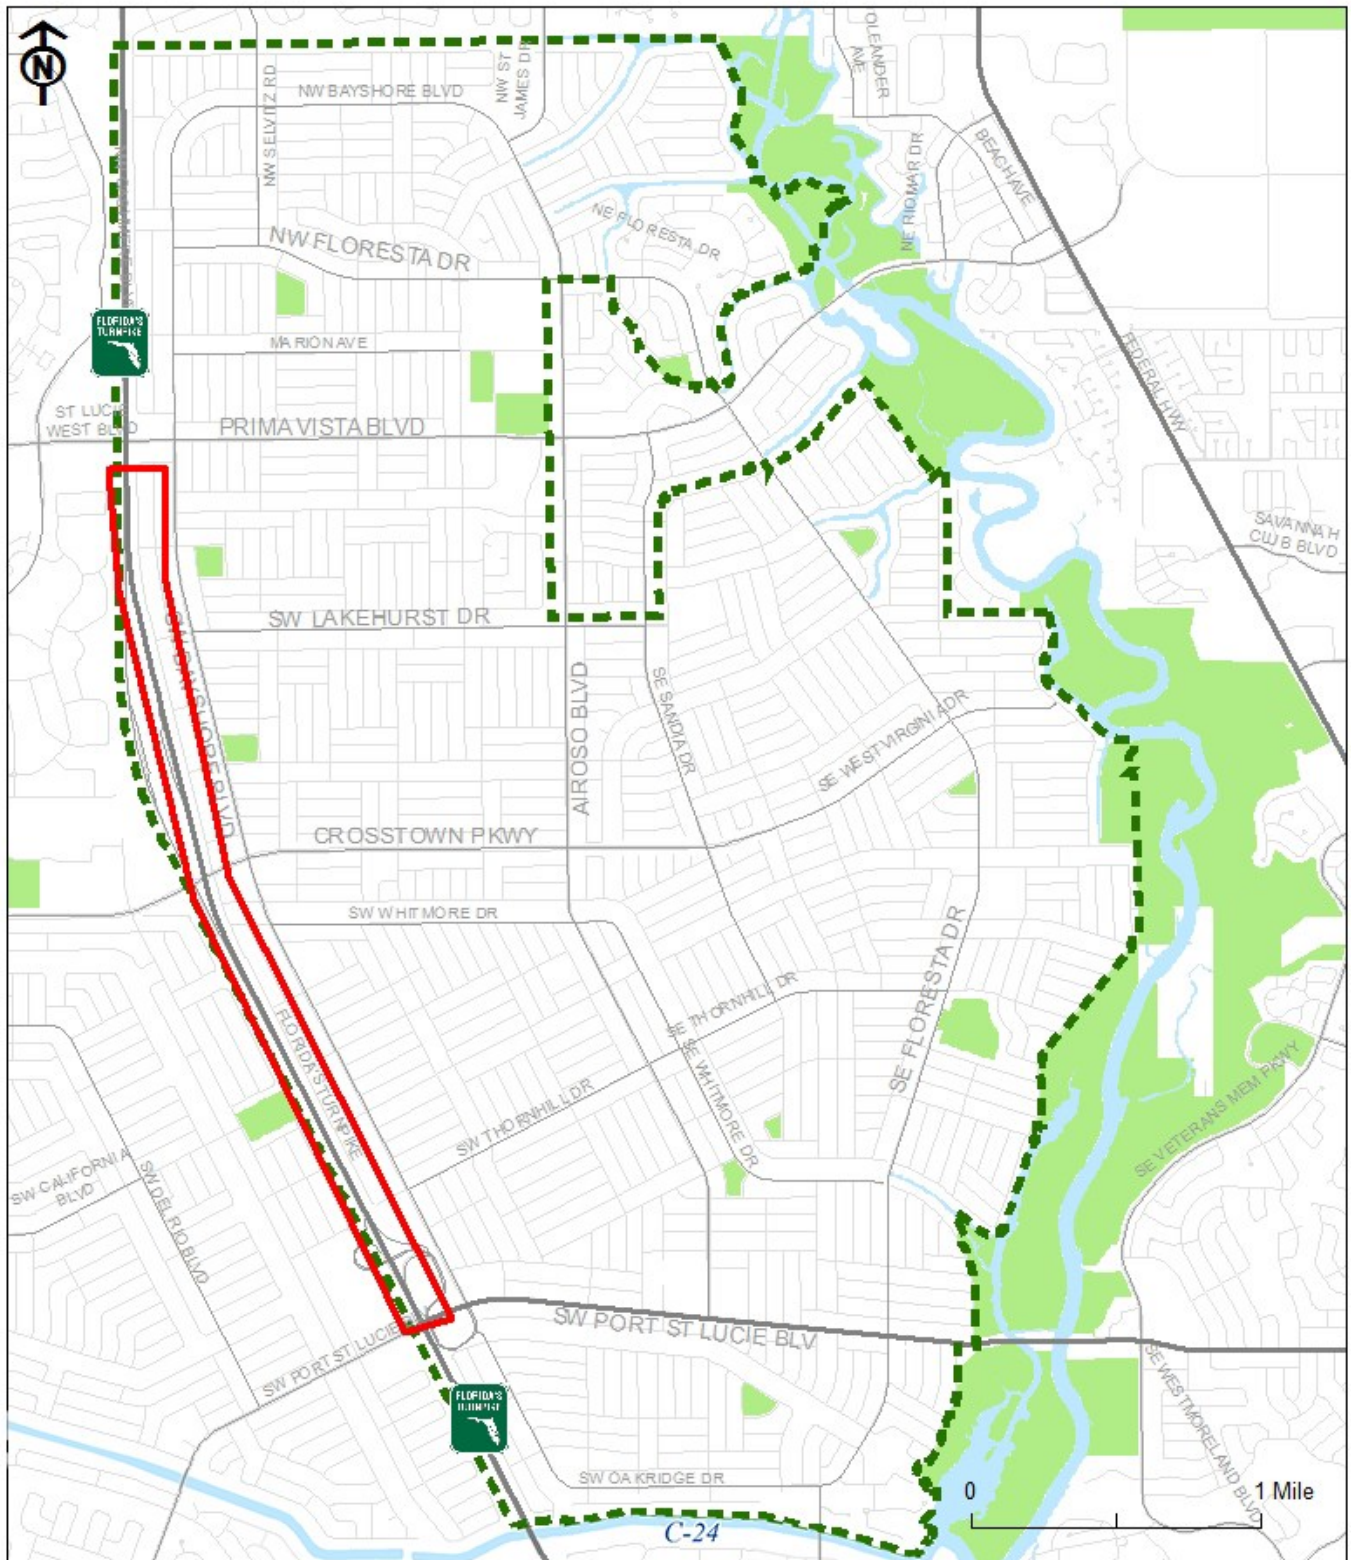 N
OLEANDER
AVE
NW SELVITZ RD
NW BAYSHORE BLVD
NW ST
JAMES DR
BEACH AVE
NE RIOMAR DR
NE FLORESTA DR
NW FLORESTA DR
FLORIDA'S
TURNPIKE
MARION AVE
FEDERAL HWY
ST LUCIE
WEST BLVD
PRIMA VISTA BLVD
SAVANNAH
CLUB BLVD
SW LAKEHURST DR
SW BAYSHORE BLVD
AIROSO BLVD
SE SANDIA DR
SE WEST VIRGINIA DR
CROSSTOWN PKWY
SW WHITMORE DR
SE FLORESTA DR
SE THORNHILL DR
FLORIDA'S TURNPIKE
SE WHITMORE DR
SW THORNHILL DR
SE VETERANS MEM PKWY
SW CALIFORNIA
BLVD
SW DEL RIO BLVD
SW PORT ST LUCIE BLV
SW PORT ST LUCIE
SE WESTMORELAND BLVD
FLORIDA'S
TURNPIKE
SW OAKRIDGE DR
0 1 Mile
C-24